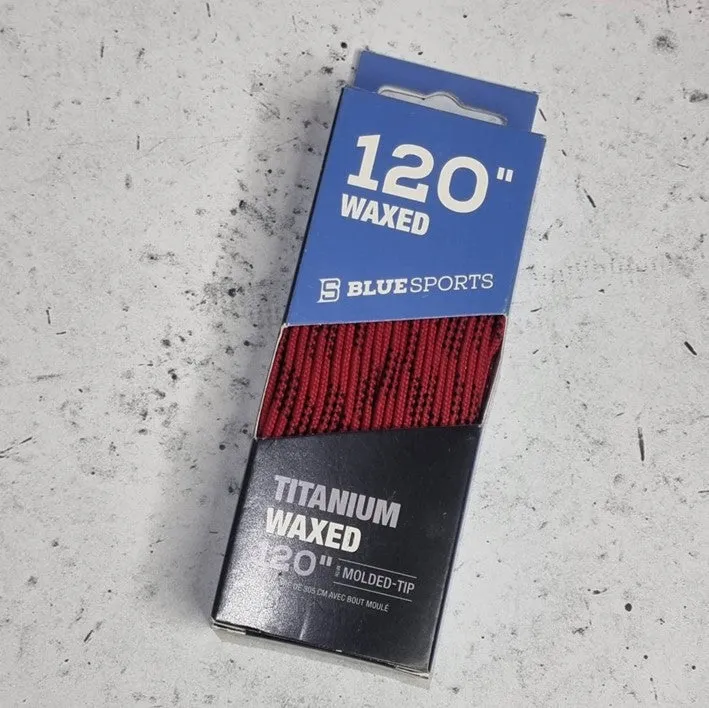 120"
WAXED
BLUESPORTS
TITANIUM
WAXED
120"
MOLDED-TIP
DE 305 CM AVEC BOUT MOULÉ